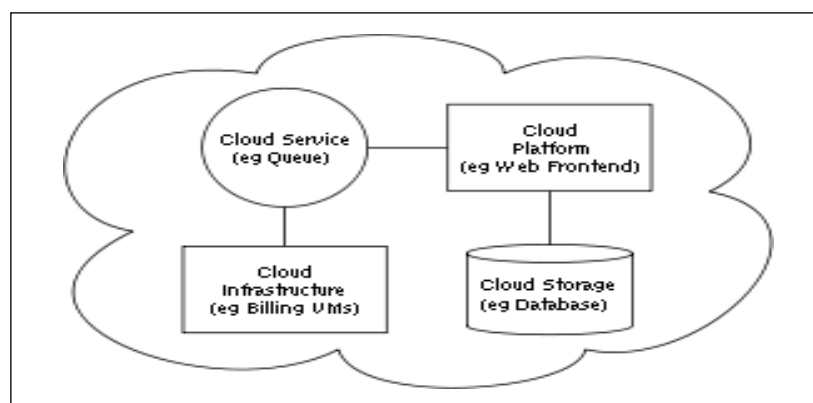 Cloud Service
(eg Queue)
Cloud
Platform
(eg Web Frontend)
Cloud
Infrastructure
(eg Billing VMs)
Cloud Storage
(eg Database)